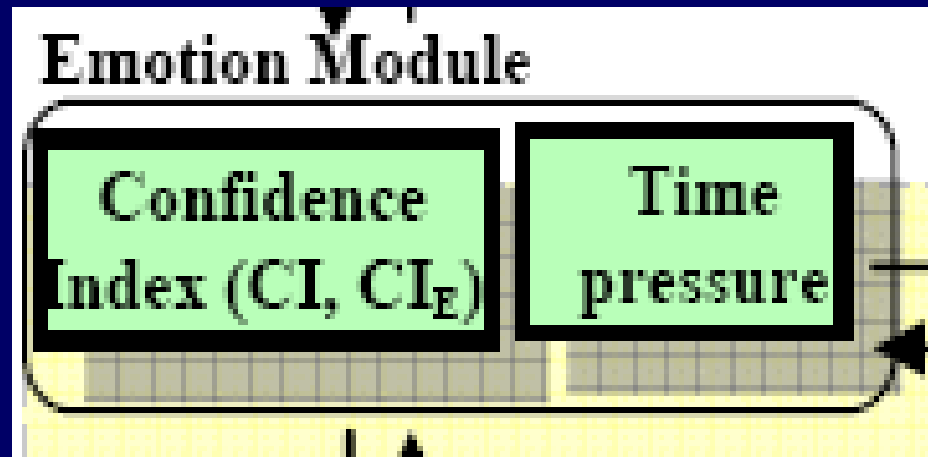 Emotion Module
Confidence
Index (CI, CI_E)
Time
pressure